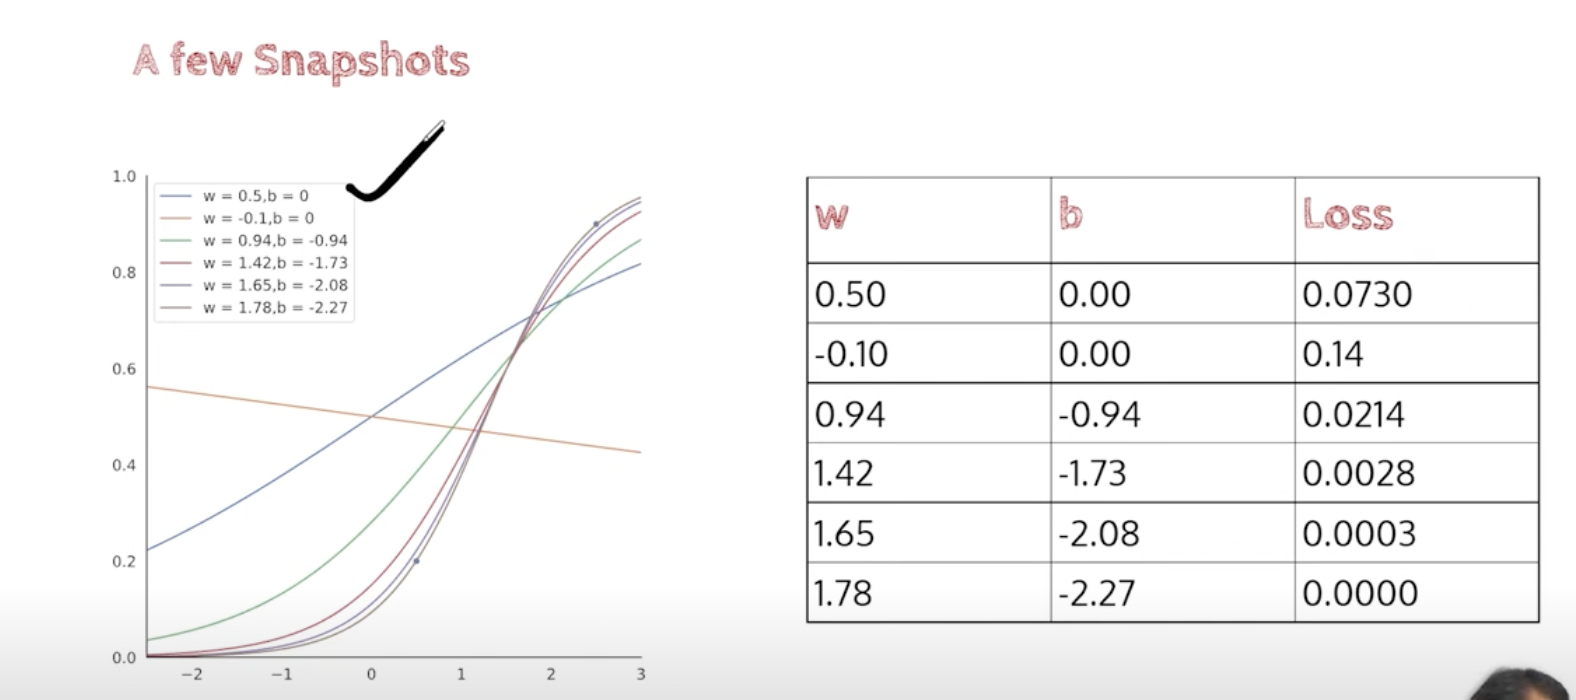 A few Snapshots
1.0
0.8
0.6
0.4
0.2
0.0
w = 0.5,b = 0
w = -0.1,b = 0
w = 0.94,b = -0.94
w = 1.42,b = -1.73
w = 1.65,b = -2.08
w = 1.78,b = -2.27
−2 −1 0 1 2 3
w b Loss
0.50 0.00 0.0730
-0.10 0.00 0.14
0.94 -0.94 0.0214
1.42 -1.73 0.0028
1.65 -2.08 0.0003
1.78 -2.27 0.0000